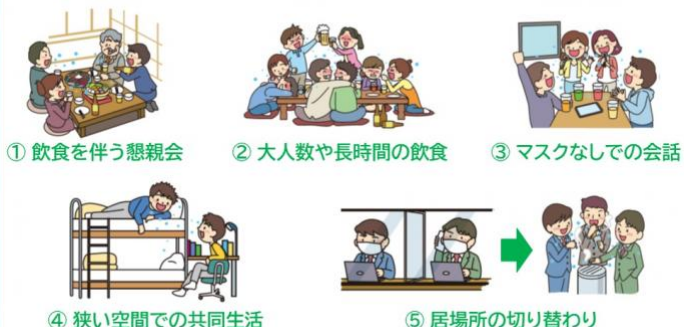 ① 飲食を伴う懇親会
② 大人数や長時間の飲食
③ マスクなしでの会話
④ 狭い空間での共同生活
⑤ 居場所の切り替わり